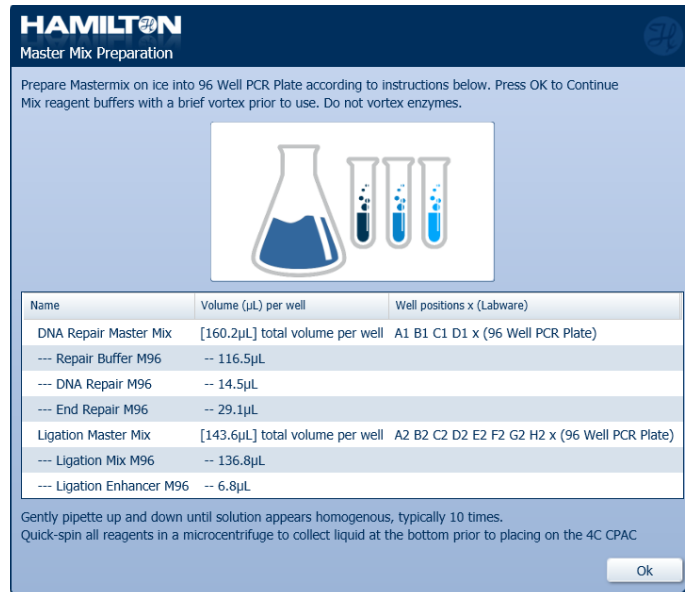 HAMILTON
Master Mix Preparation
Prepare Mastermix on ice into 96 Well PCR Plate according to instructions below. Press OK to Continue
Mix reagent buffers with a brief vortex prior to use. Do not vortex enzymes.
Name Volume (µL) per well Well positions x (Labware)
DNA Repair Master Mix [160.2µL] total volume per well A1 B1 C1 D1 x (96 Well PCR Plate)
--- Repair Buffer M96 -- 116.5µL
--- DNA Repair M96 -- 14.5µL
--- End Repair M96 -- 29.1µL
Ligation Master Mix [143.6µL] total volume per well A2 B2 C2 D2 E2 F2 G2 H2 x (96 Well PCR Plate)
--- Ligation Mix M96 -- 136.8µL
--- Ligation Enhancer M96 -- 6.8µL
Gently pipette up and down until solution appears homogenous, typically 10 times.
Quick-spin all reagents in a microcentrifuge to collect liquid at the bottom prior to placing on the 4C CPAC
Ok